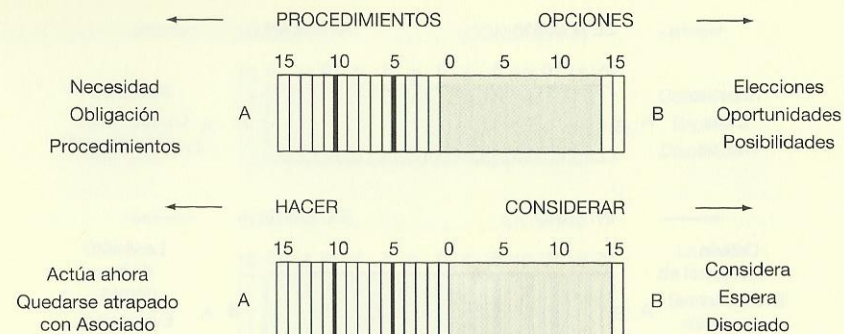 PROCEDIMIENTOS OPCIONES
15 10 5 0 5 10 15
Necesidad
Obligación
Procedimientos
A
B
Elecciones
Oportunidades
Posibilidades
HACER CONSIDERAR
15 10 5 0 5 10 15
Actúa ahora
Quedarse atrapado
con Asociado
A
B
Considera
Espera
Disociado